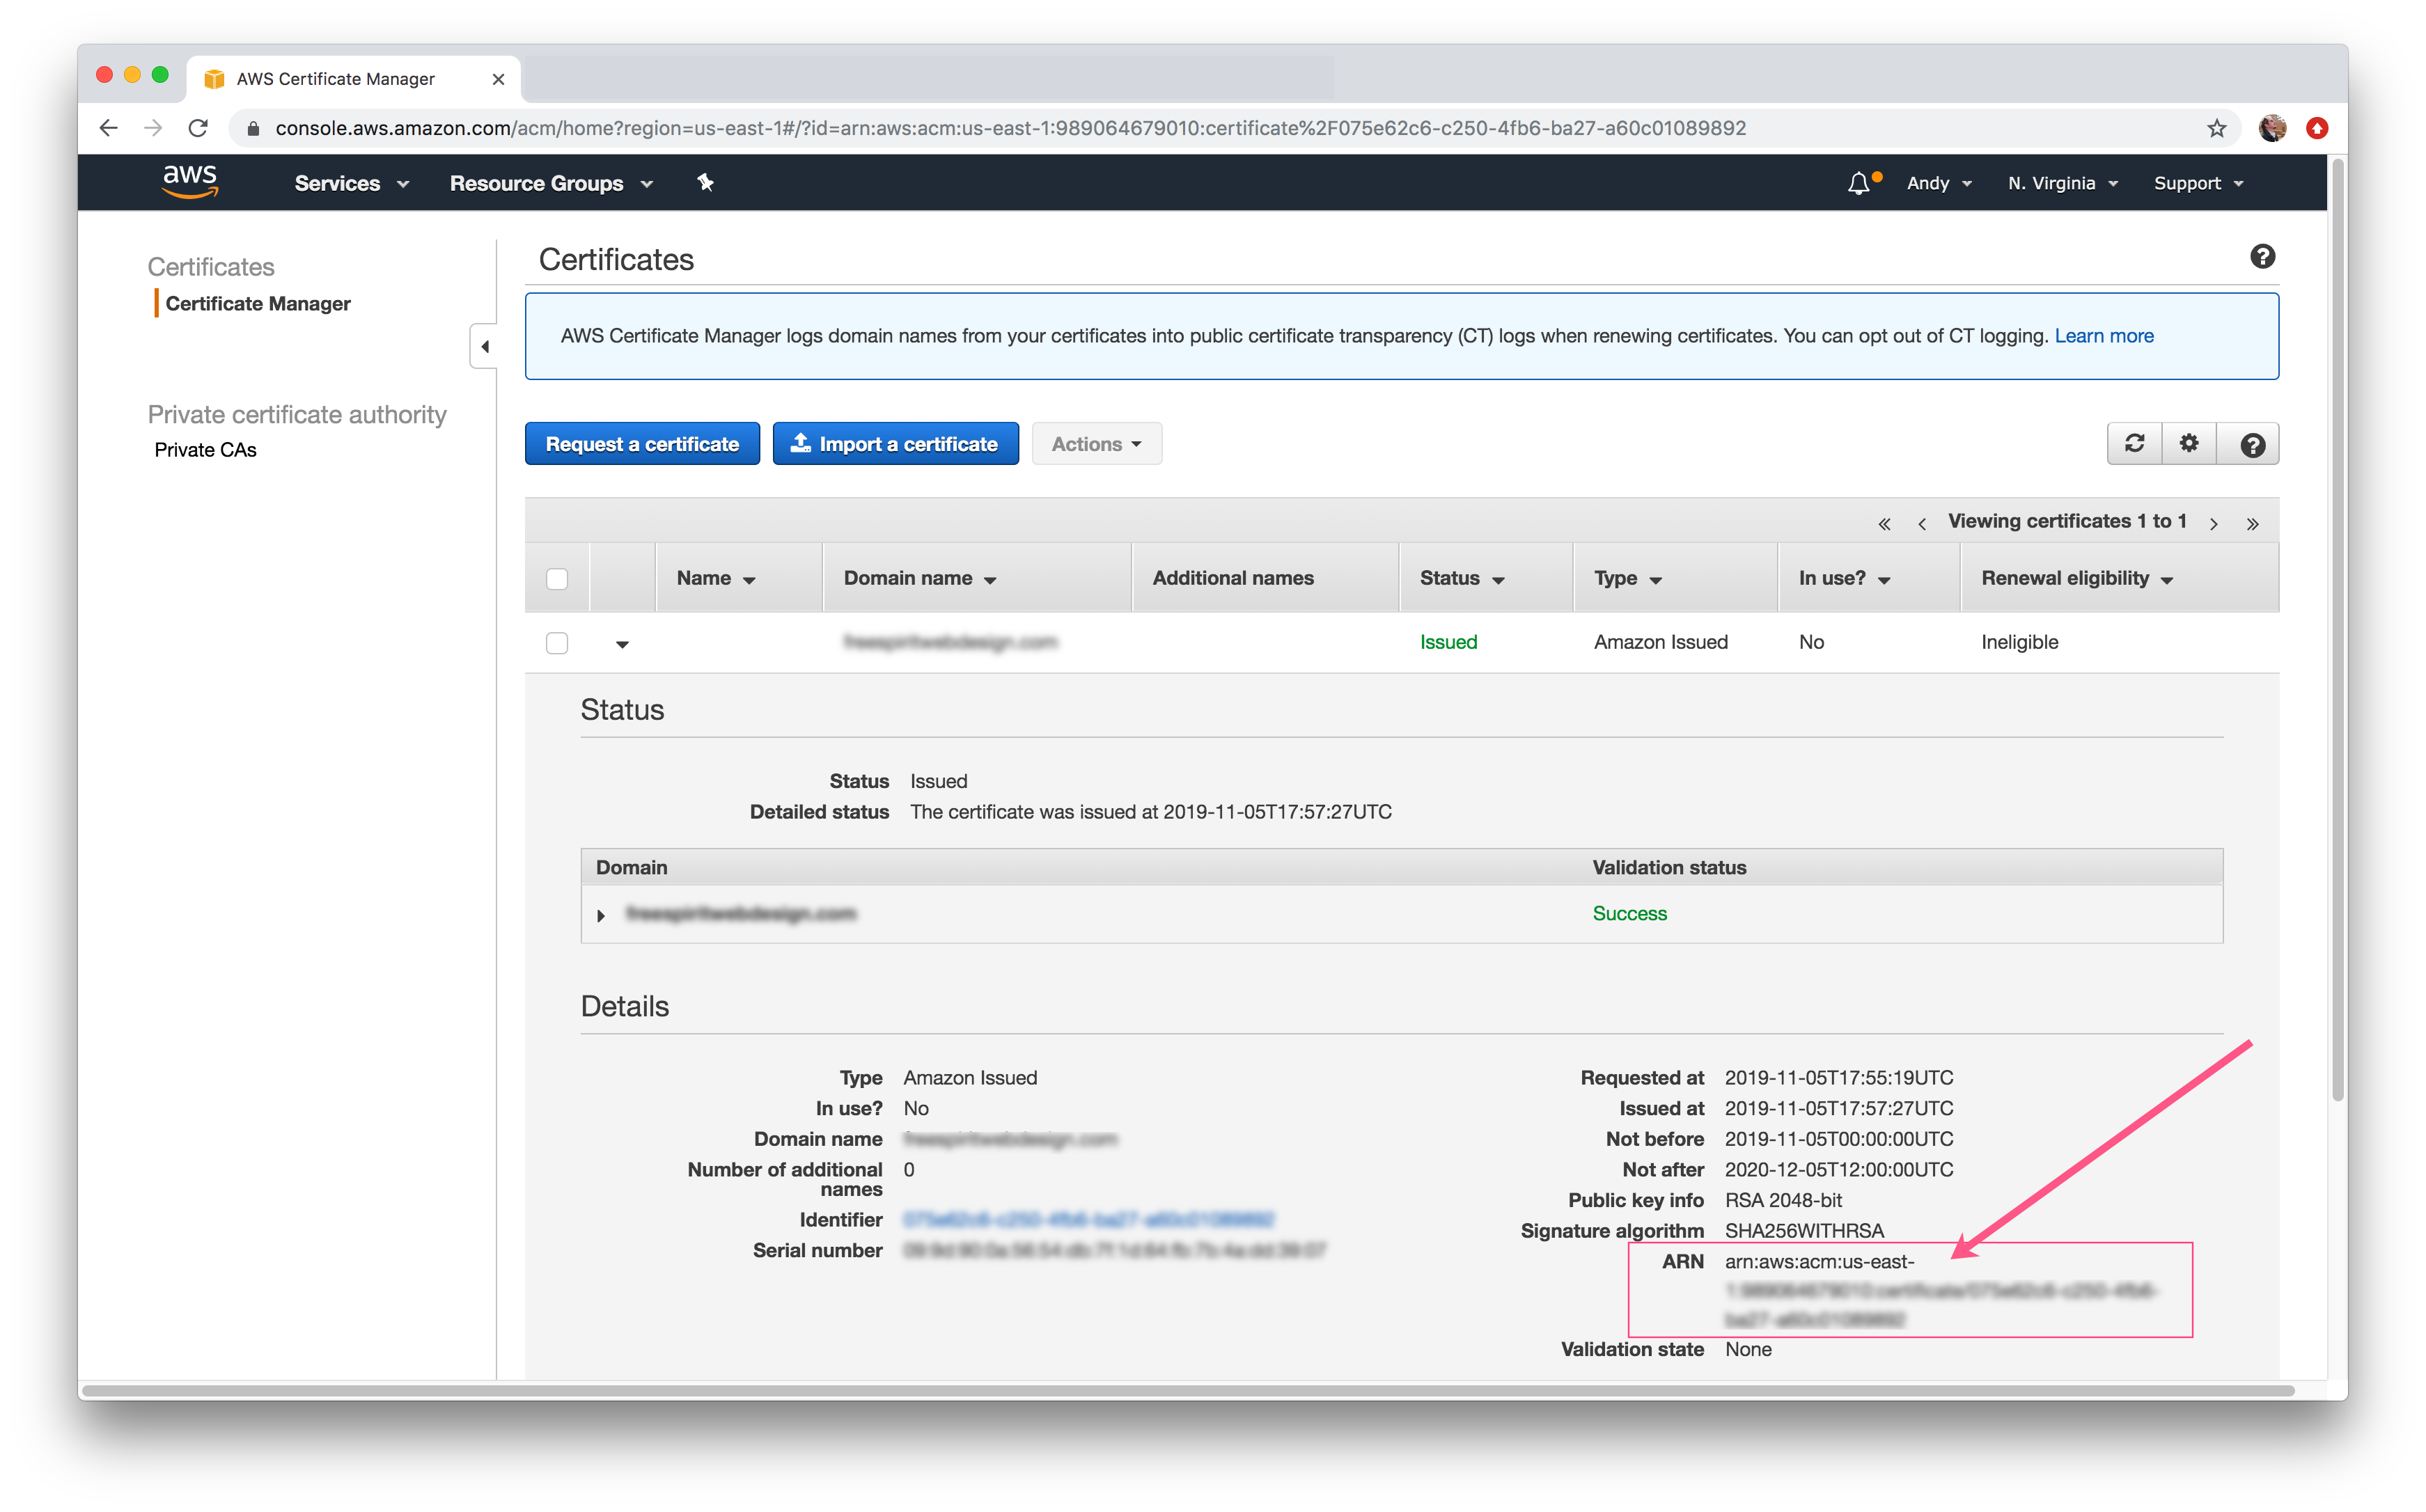 AWS Certificate Manager
console.aws.amazon.com/acm/home?region=us-east-1#/?id=arn:aws:acm:us-east-1:989064679010:certificate%2F075e62c6-c250-4fb6-ba27-a60c01089892
aws Services Resource Groups Andy N. Virginia Support
Certificates
Certificate Manager
Private certificate authority
Private CAs
Certificates
AWS Certificate Manager logs domain names from your certificates into public certificate transparency (CT) logs when renewing certificates. You can opt out of CT logging. Learn more
Request a certificate Import a certificate Actions
« ‹ Viewing certificates 1 to 1 › »
Name Domain name Additional names Status Type In use? Renewal eligibility
Issued Amazon Issued No Ineligible
Status
Status Issued
Detailed status The certificate was issued at 2019-11-05T17:57:27UTC
Domain Validation status
Success
Details
Type Amazon Issued
In use? No
Domain name
Number of additional names 0
Identifier
Serial number
Requested at 2019-11-05T17:55:19UTC
Issued at 2019-11-05T17:57:27UTC
Not before 2019-11-05T00:00:00UTC
Not after 2020-12-05T12:00:00UTC
Public key info RSA 2048-bit
Signature algorithm SHA256WITHRSA
ARN arn:aws:acm:us-east-
Validation state None